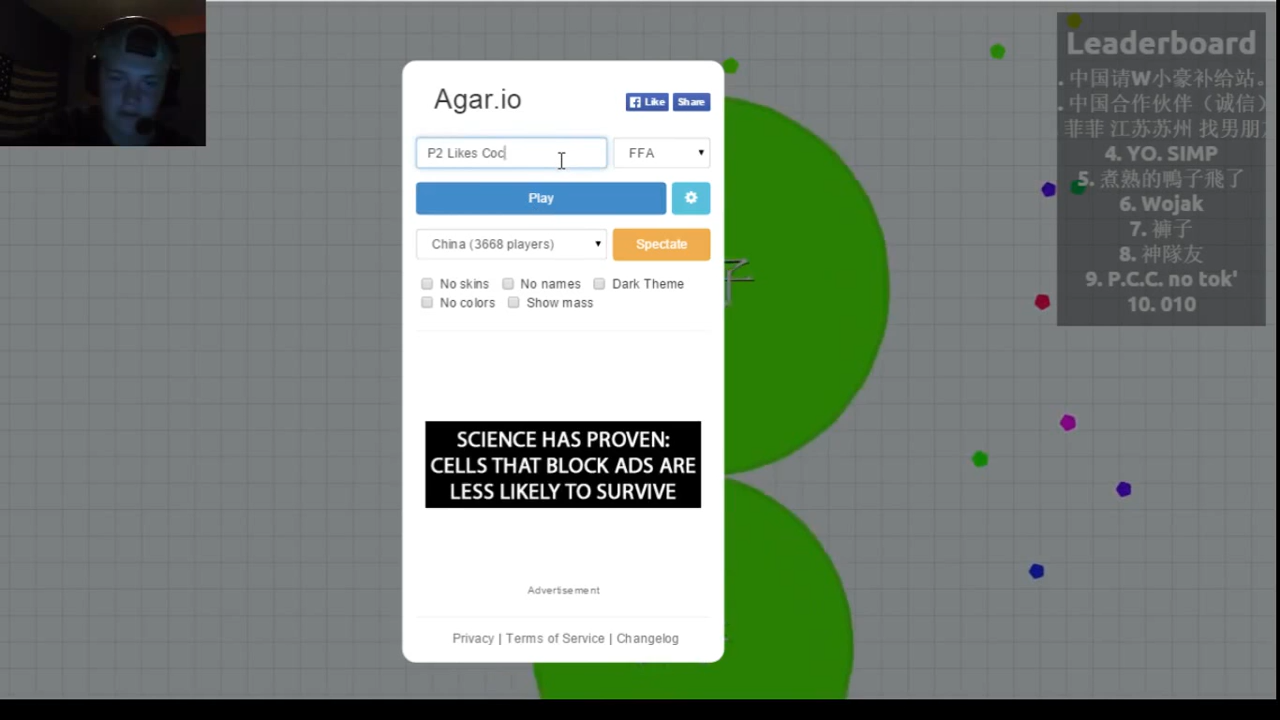 Agar.io
Like Share
P2 Likes Coc
FFA
Play
China (3668 players)
Spectate
No skins No names Dark Theme
No colors Show mass
SCIENCE HAS PROVEN:
CELLS THAT BLOCK ADS ARE
LESS LIKELY TO SURVIVE
Advertisement
Privacy | Terms of Service | Changelog
子
Leaderboard
. 中国请W小豪补给站。
. 中国合作伙伴（诚信）
菲菲 江苏苏州 找男朋
4. YO. SIMP
5. 煮熟的鴨子飛了
6. Wojak
7. 褲子
8. 神隊友
9. P.C.C. no tok'
10. 010